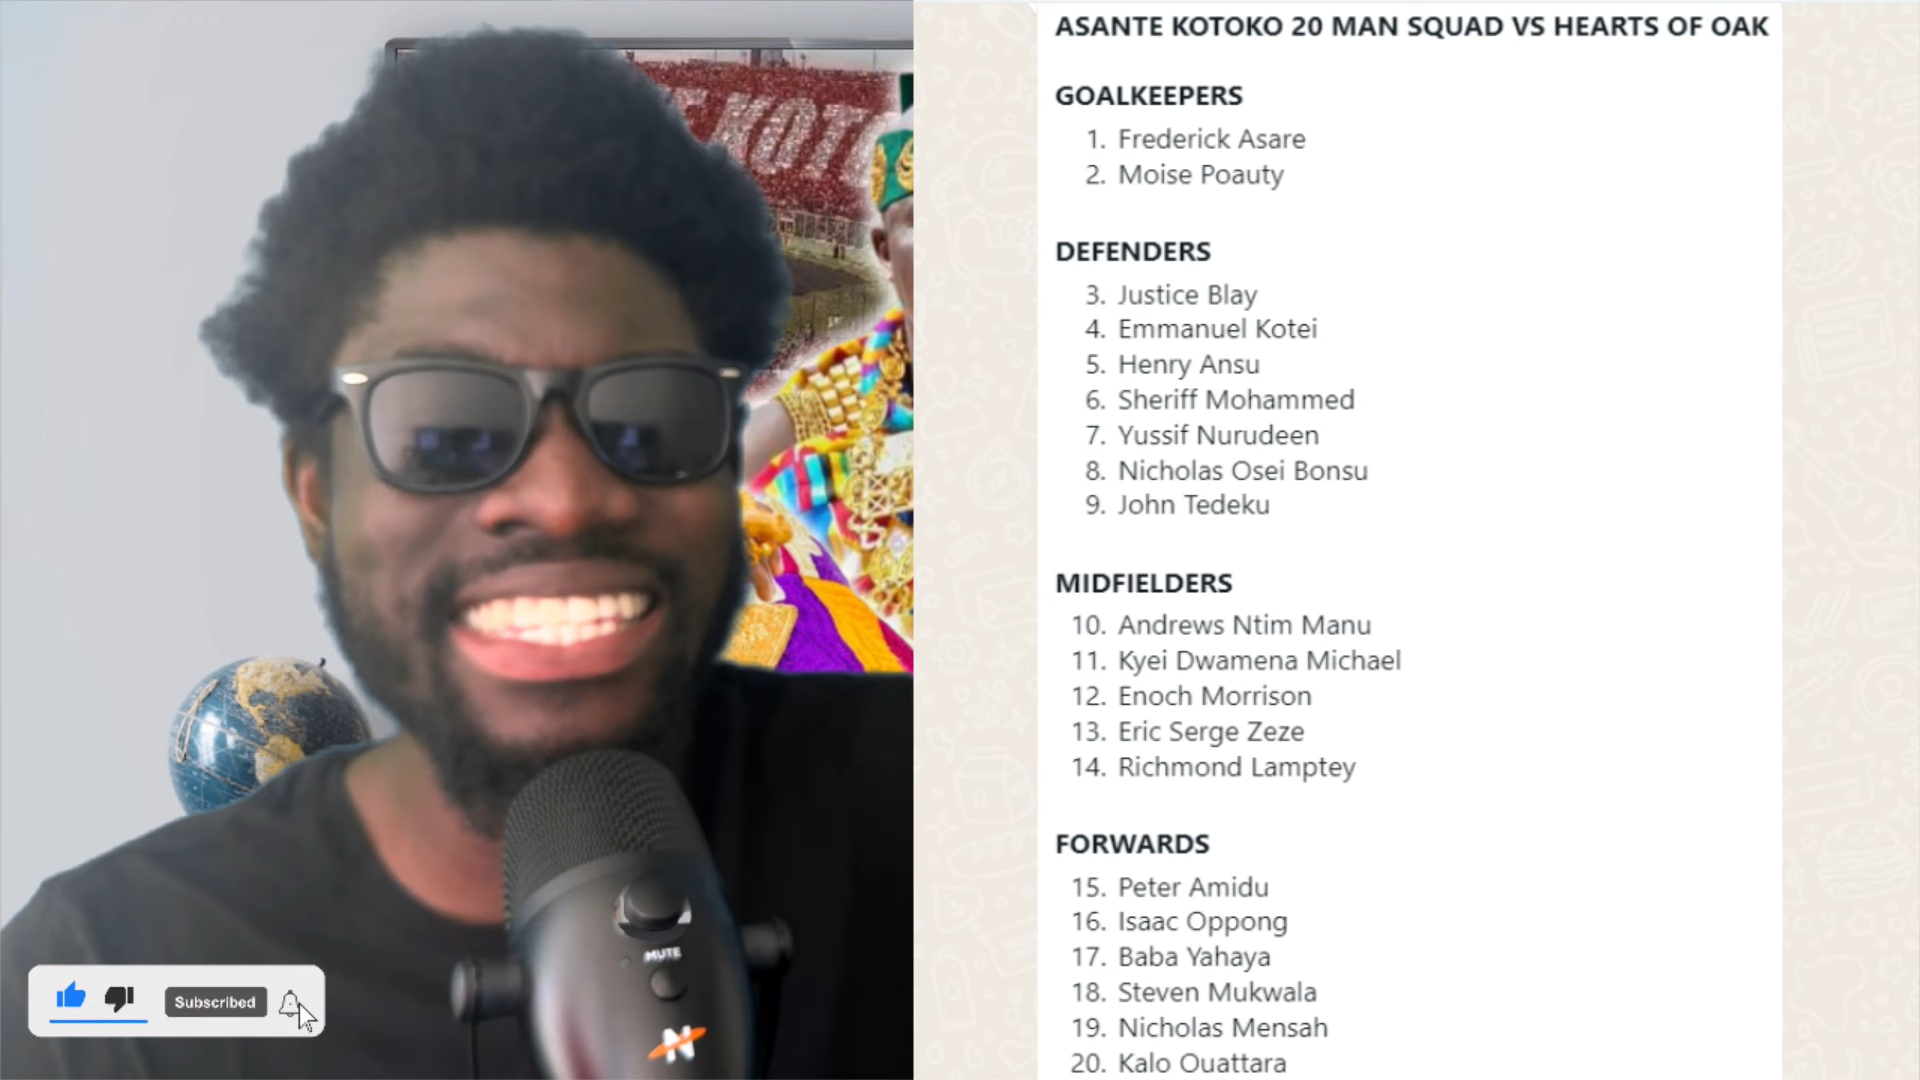 KOTO
MUTE
N
Subscribed
ASANTE KOTOKO 20 MAN SQUAD VS HEARTS OF OAK
GOALKEEPERS
1. Frederick Asare
2. Moise Poauty
DEFENDERS
3. Justice Blay
4. Emmanuel Kotei
5. Henry Ansu
6. Sheriff Mohammed
7. Yussif Nurudeen
8. Nicholas Osei Bonsu
9. John Tedeku
MIDFIELDERS
10. Andrews Ntim Manu
11. Kyei Dwamena Michael
12. Enoch Morrison
13. Eric Serge Zeze
14. Richmond Lamptey
FORWARDS
15. Peter Amidu
16. Isaac Oppong
17. Baba Yahaya
18. Steven Mukwala
19. Nicholas Mensah
20. Kalo Ouattara